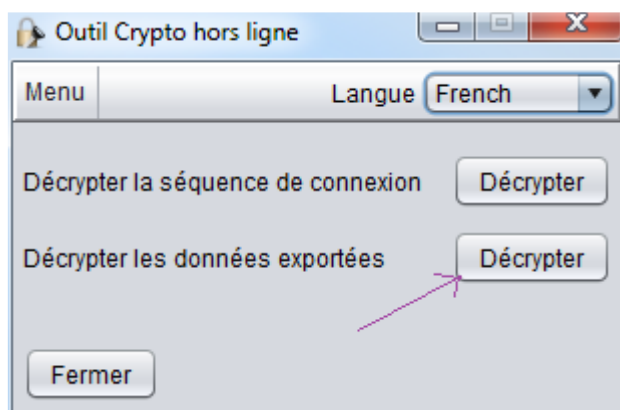 Outil Crypto hors ligne
Menu Langue French
Décrypter la séquence de connexion Décrypter
Décrypter les données exportées Décrypter
Fermer